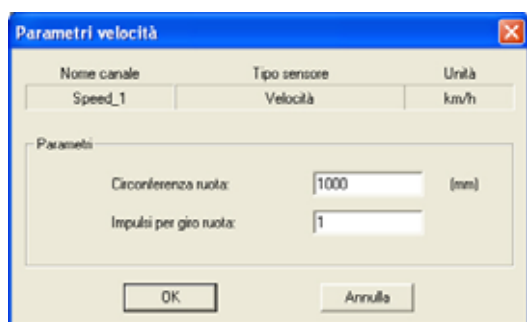 Parametri velocità
Nome canale Tipo sensore Unità
Speed_1 Velocità km/h
Parametri
Circonferenza ruota: 1000 (mm)
Impulsi per giro ruota: 1
OK Annulla